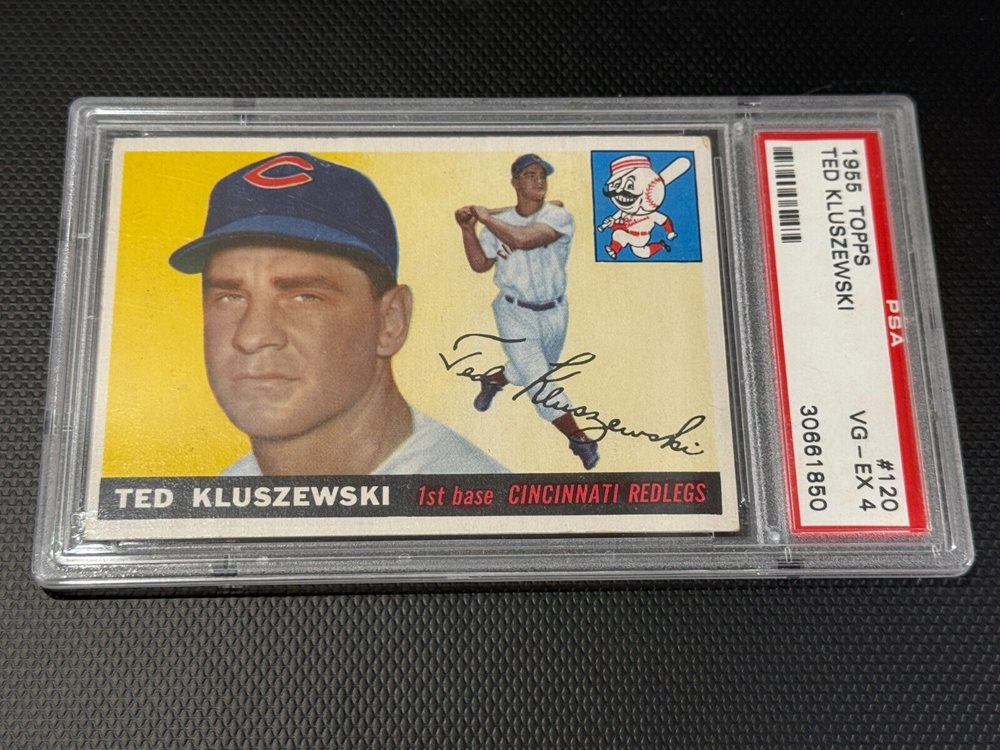 C
Ted Kluszewski
TED KLUSZEWSKI 1st base CINCINNATI REDLEGS
1955 TOPPS #120
TED KLUSZEWSKI VG-EX 4
PSA
30661850